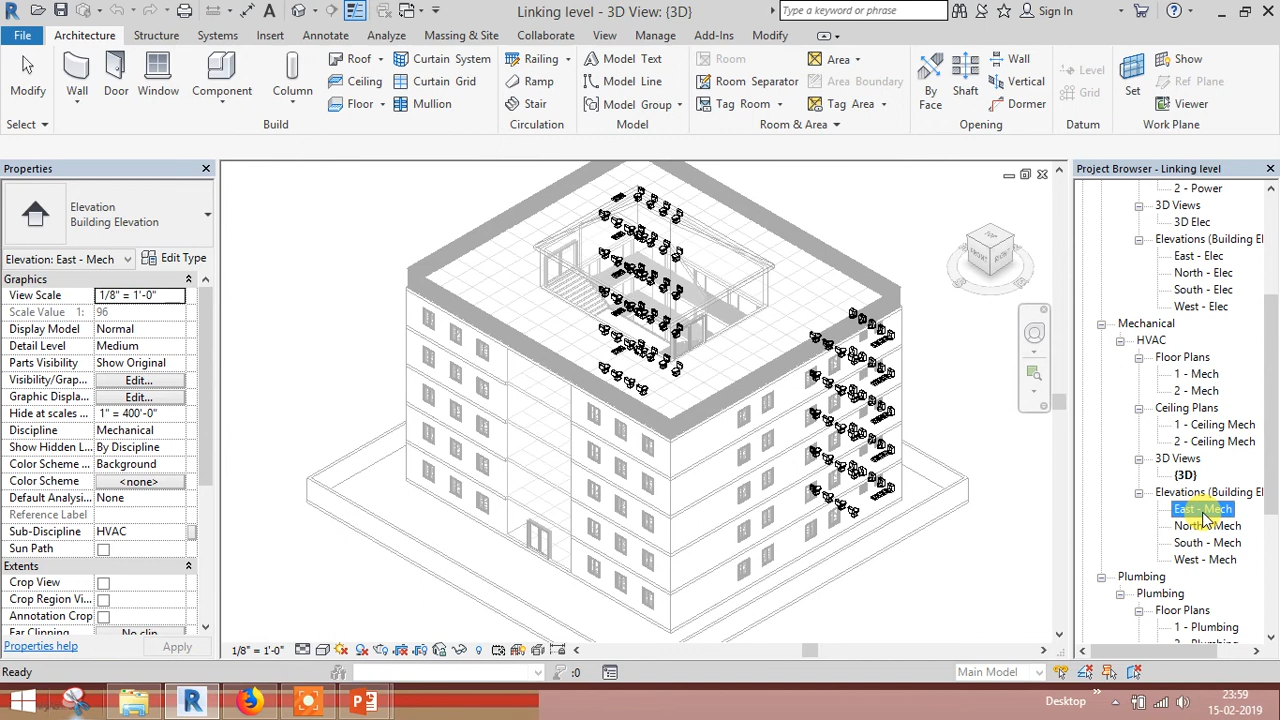 Linking level - 3D View: {3D}
Type a keyword or phrase
Sign In
File Architecture Structure Systems Insert Annotate Analyze Massing & Site Collaborate View Manage Add-Ins Modify
Modify
Wall
Door
Window
Component
Column
Roof
Ceiling
Floor
Curtain System
Curtain Grid
Mullion
Railing
Ramp
Stair
Model Text
Model Line
Model Group
Room
Room Separator
Tag Room
Area
Area Boundary
Tag Area
By
Face
Shaft
Wall
Vertical
Dormer
Level
Grid
Set
Show
Ref Plane
Viewer
Select Build Circulation Model Room & Area Opening Datum Work Plane
Properties
Elevation
Building Elevation
Elevation: East - Mech Edit Type
Graphics
View Scale 1/8" = 1'-0"
Scale Value 1: 96
Display Model Normal
Detail Level Medium
Parts Visibility Show Original
Visibility/Grap... Edit...
Graphic Displa... Edit...
Hide at scales ... 1" = 400'-0"
Discipline Mechanical
Show Hidden L... By Discipline
Color Scheme ... Background
Color Scheme <none>
Default Analysi... None
Reference Label
Sub-Discipline HVAC
Sun Path
Extents
Crop View
Crop Region Vi...
Annotation Crop
Far Clipping No clip
Properties help Apply
TOP
FRONT
RIGHT
Project Browser - Linking level
2 - Power
3D Views
3D Elec
Elevations (Building El
East - Elec
North - Elec
South - Elec
West - Elec
Mechanical
HVAC
Floor Plans
1 - Mech
2 - Mech
Ceiling Plans
1 - Ceiling Mech
2 - Ceiling Mech
3D Views
{3D}
Elevations (Building El
East - Mech
North - Mech
South - Mech
West - Mech
Plumbing
Plumbing
Floor Plans
1 - Plumbing
2 - Plumbing
1/8" = 1'-0"
Ready
:0
Main Model
Desktop
23:59
15-02-2019